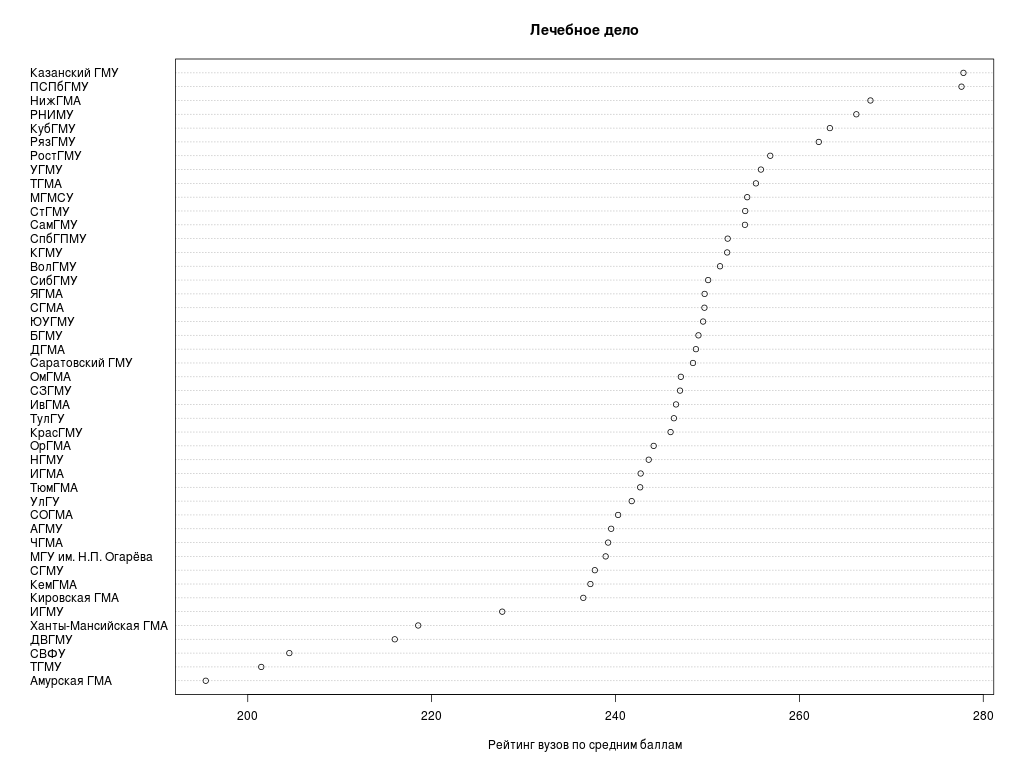 Лечебное дело
Казанский ГМУ
ПСПбГМУ
НижГМА
РНИМУ
КубГМУ
РязГМУ
РостГМУ
УГМУ
ТГМА
МГМСУ
СтГМУ
СамГМУ
СпбГПМУ
КГМУ
ВолГМУ
СибГМУ
ЯГМА
СГМА
ЮУГМУ
БГМУ
ДГМА
Саратовский ГМУ
ОмГМА
СЗГМУ
ИвГМА
ТулГУ
КрасГМУ
ОрГМА
НГМУ
ИГМА
ТюмГМА
УлГУ
СОГМА
АГМУ
ЧГМА
МГУ им. Н.П. Огарёва
СГМУ
КемГМА
Кировская ГМА
ИГМУ
Ханты-Мансийская ГМА
ДВГМУ
СВФУ
ТГМУ
Амурская ГМА
200 220 240 260 280
Рейтинг вузов по средним баллам